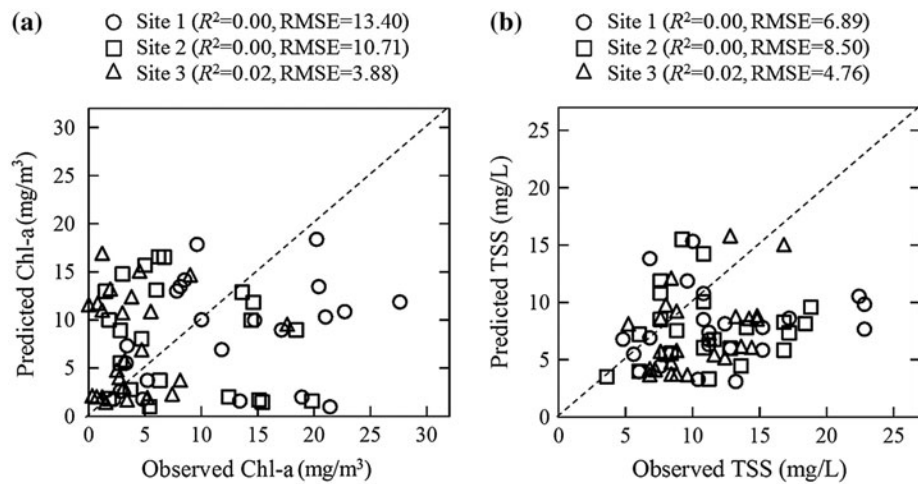 (a)
○ Site 1 (R²=0.00, RMSE=13.40)
□ Site 2 (R²=0.00, RMSE=10.71)
△ Site 3 (R²=0.02, RMSE=3.88)
30
25
20
15
10
5
0
Predicted Chl-a (mg/m³)
0 5 10 15 20 25 30
Observed Chl-a (mg/m³)
(b)
○ Site 1 (R²=0.00, RMSE=6.89)
□ Site 2 (R²=0.00, RMSE=8.50)
△ Site 3 (R²=0.02, RMSE=4.76)
25
20
15
10
5
0
Predicted TSS (mg/L)
0 5 10 15 20 25
Observed TSS (mg/L)